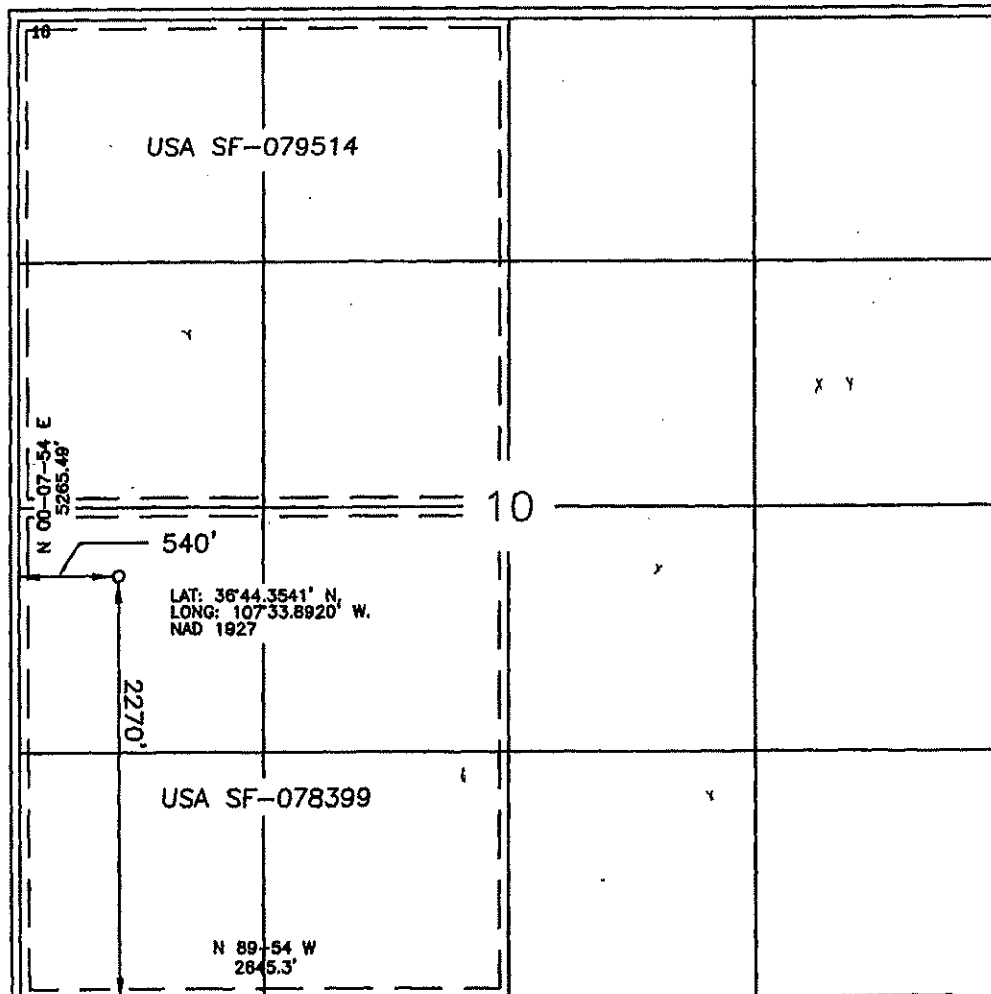 16
USA SF-079514
N 00-07-54 E
5265.49'
10
540'
LAT: 36°44.3541' N,
LONG: 107°33.8920' W.
NAD 1927
2270'
USA SF-078399
N 89-54 W
2645.3'